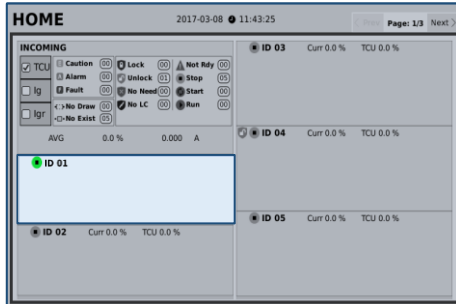 HOME
2017-03-08 11:43:25
< Prev Page: 1/3 Next >
INCOMING
TCU
Ig
Igr
Caution 00
Alarm 00
Fault 00
No Draw 00
No Exist 05
Lock 00
Unlock 01
No Need 00
No LC 00
Not Rdy 00
Stop 05
Start 00
Run 00
AVG 0.0 % 0.000 A
ID 01
ID 02 Curr 0.0 % TCU 0.0 %
ID 03 Curr 0.0 % TCU 0.0 %
ID 04 Curr 0.0 % TCU 0.0 %
ID 05 Curr 0.0 % TCU 0.0 %